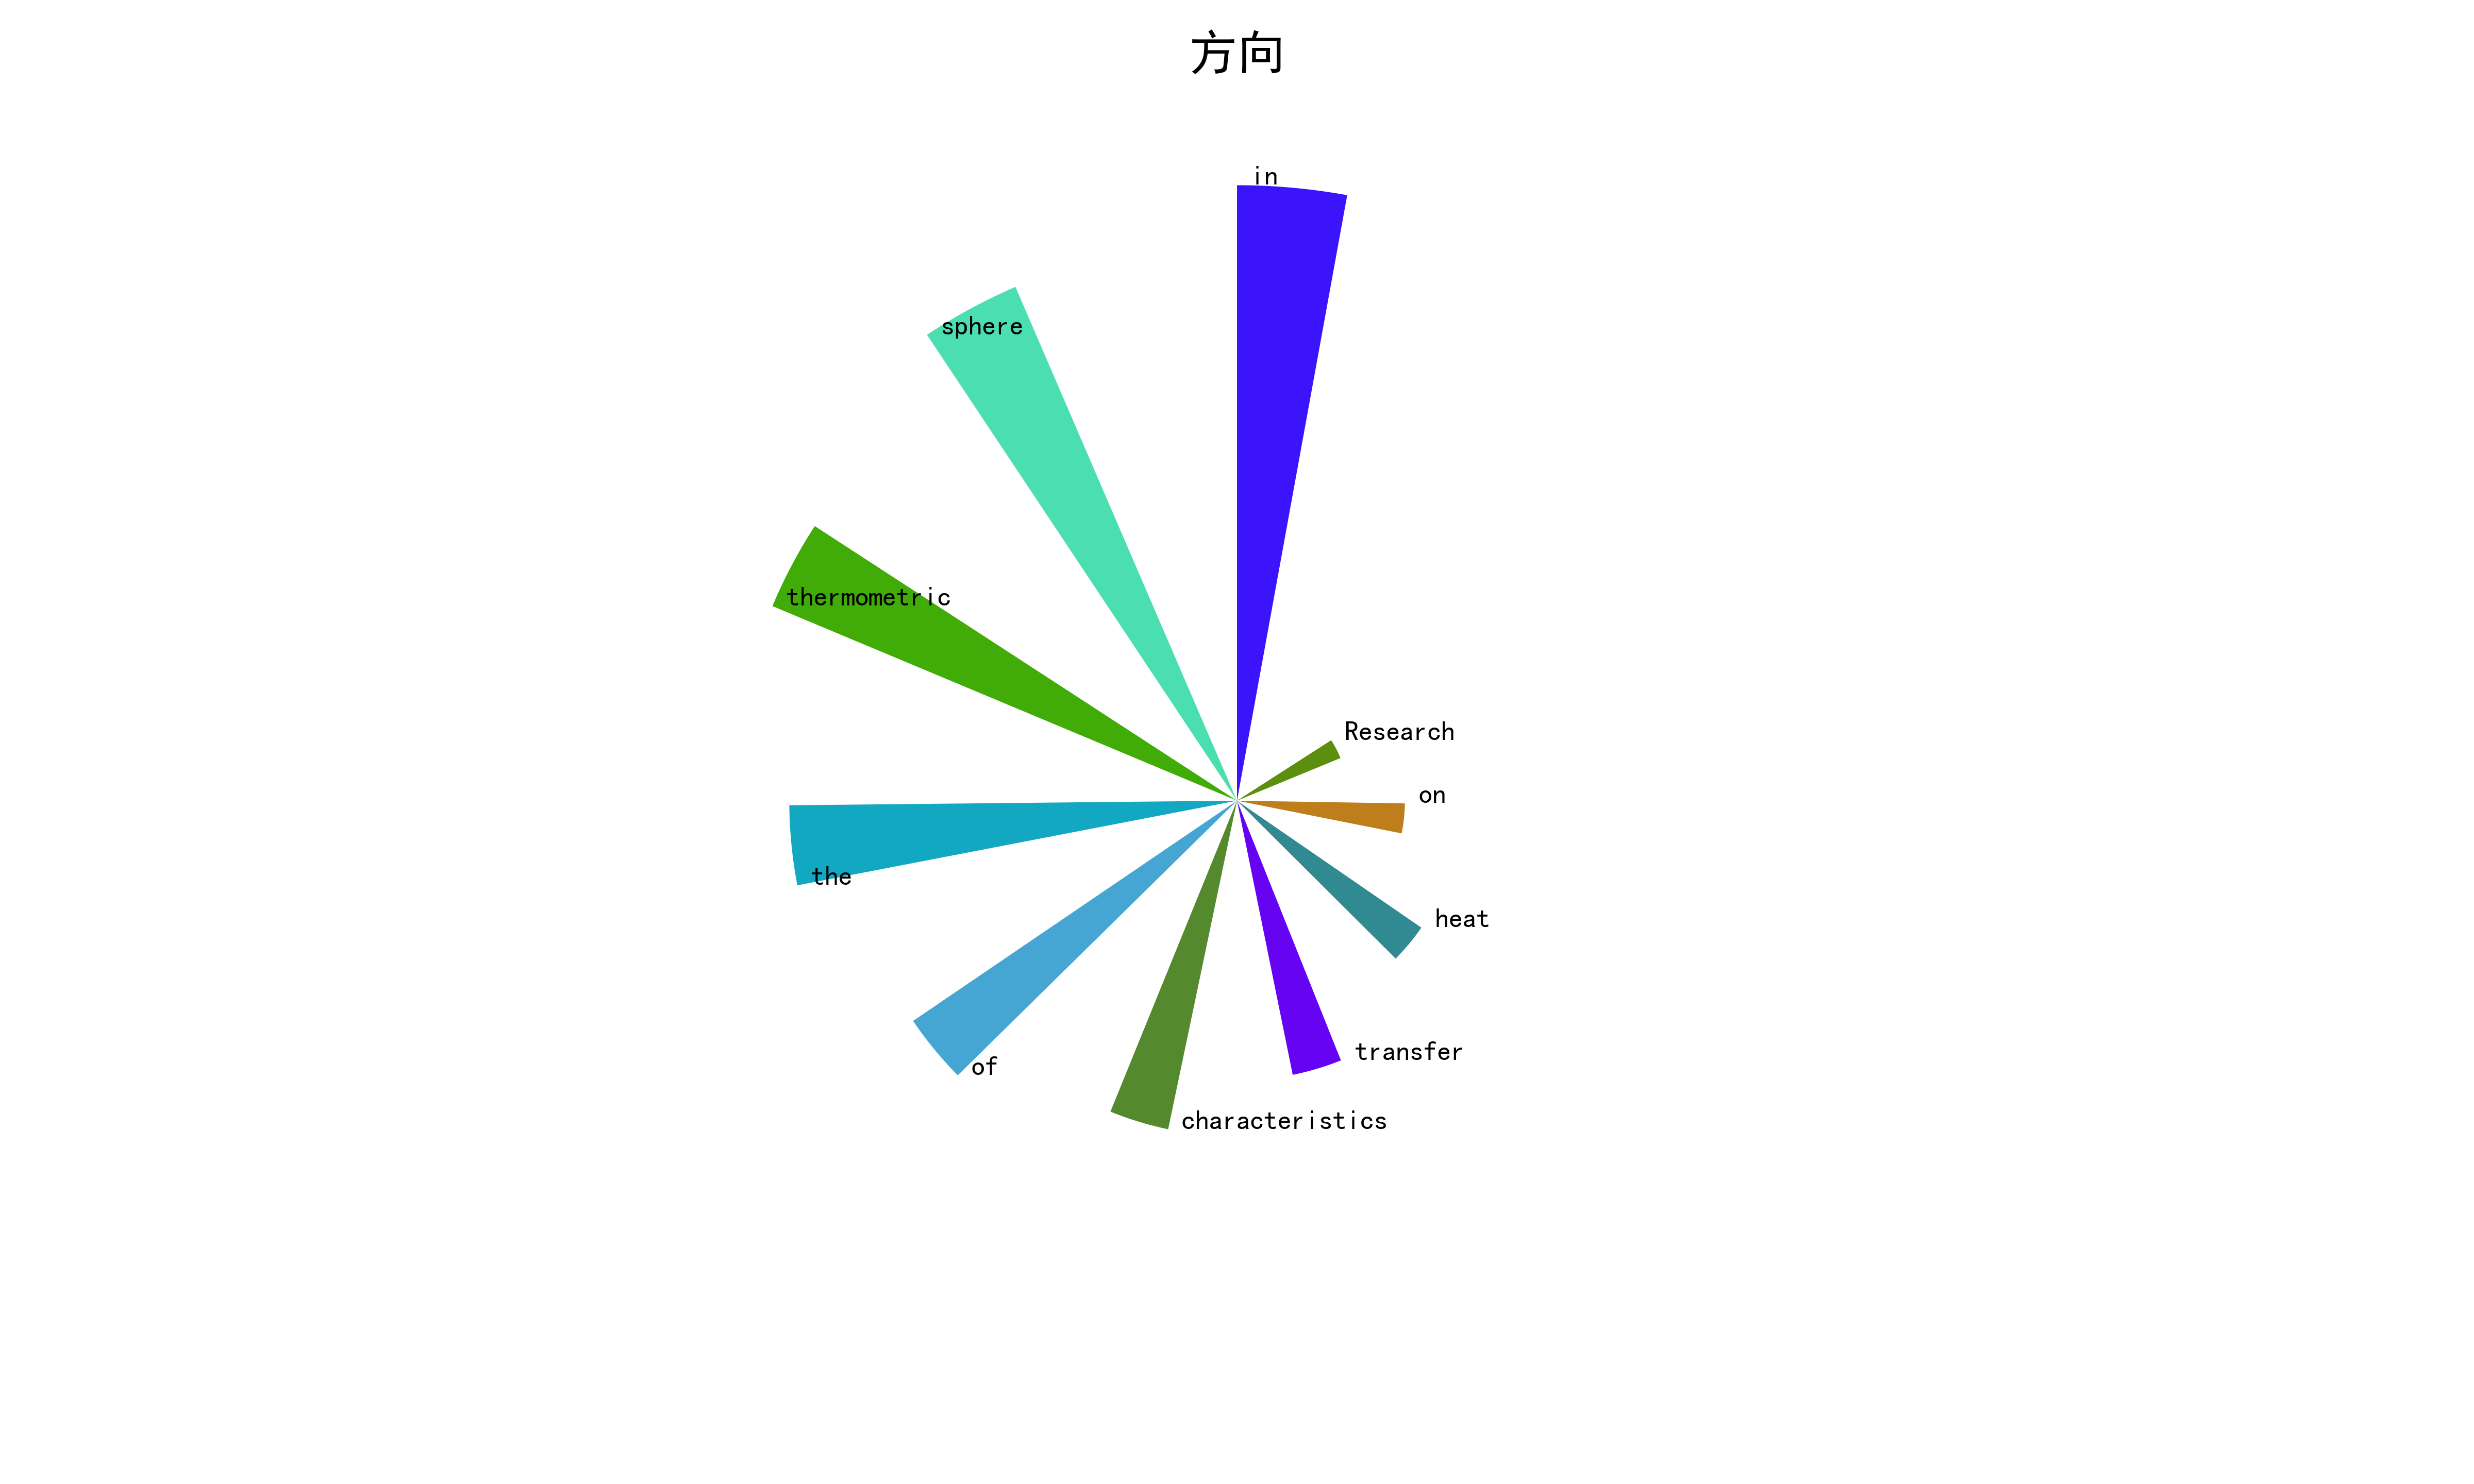 方向
in
sphere
thermometric
Research
on
the
heat
transfer
of
characteristics